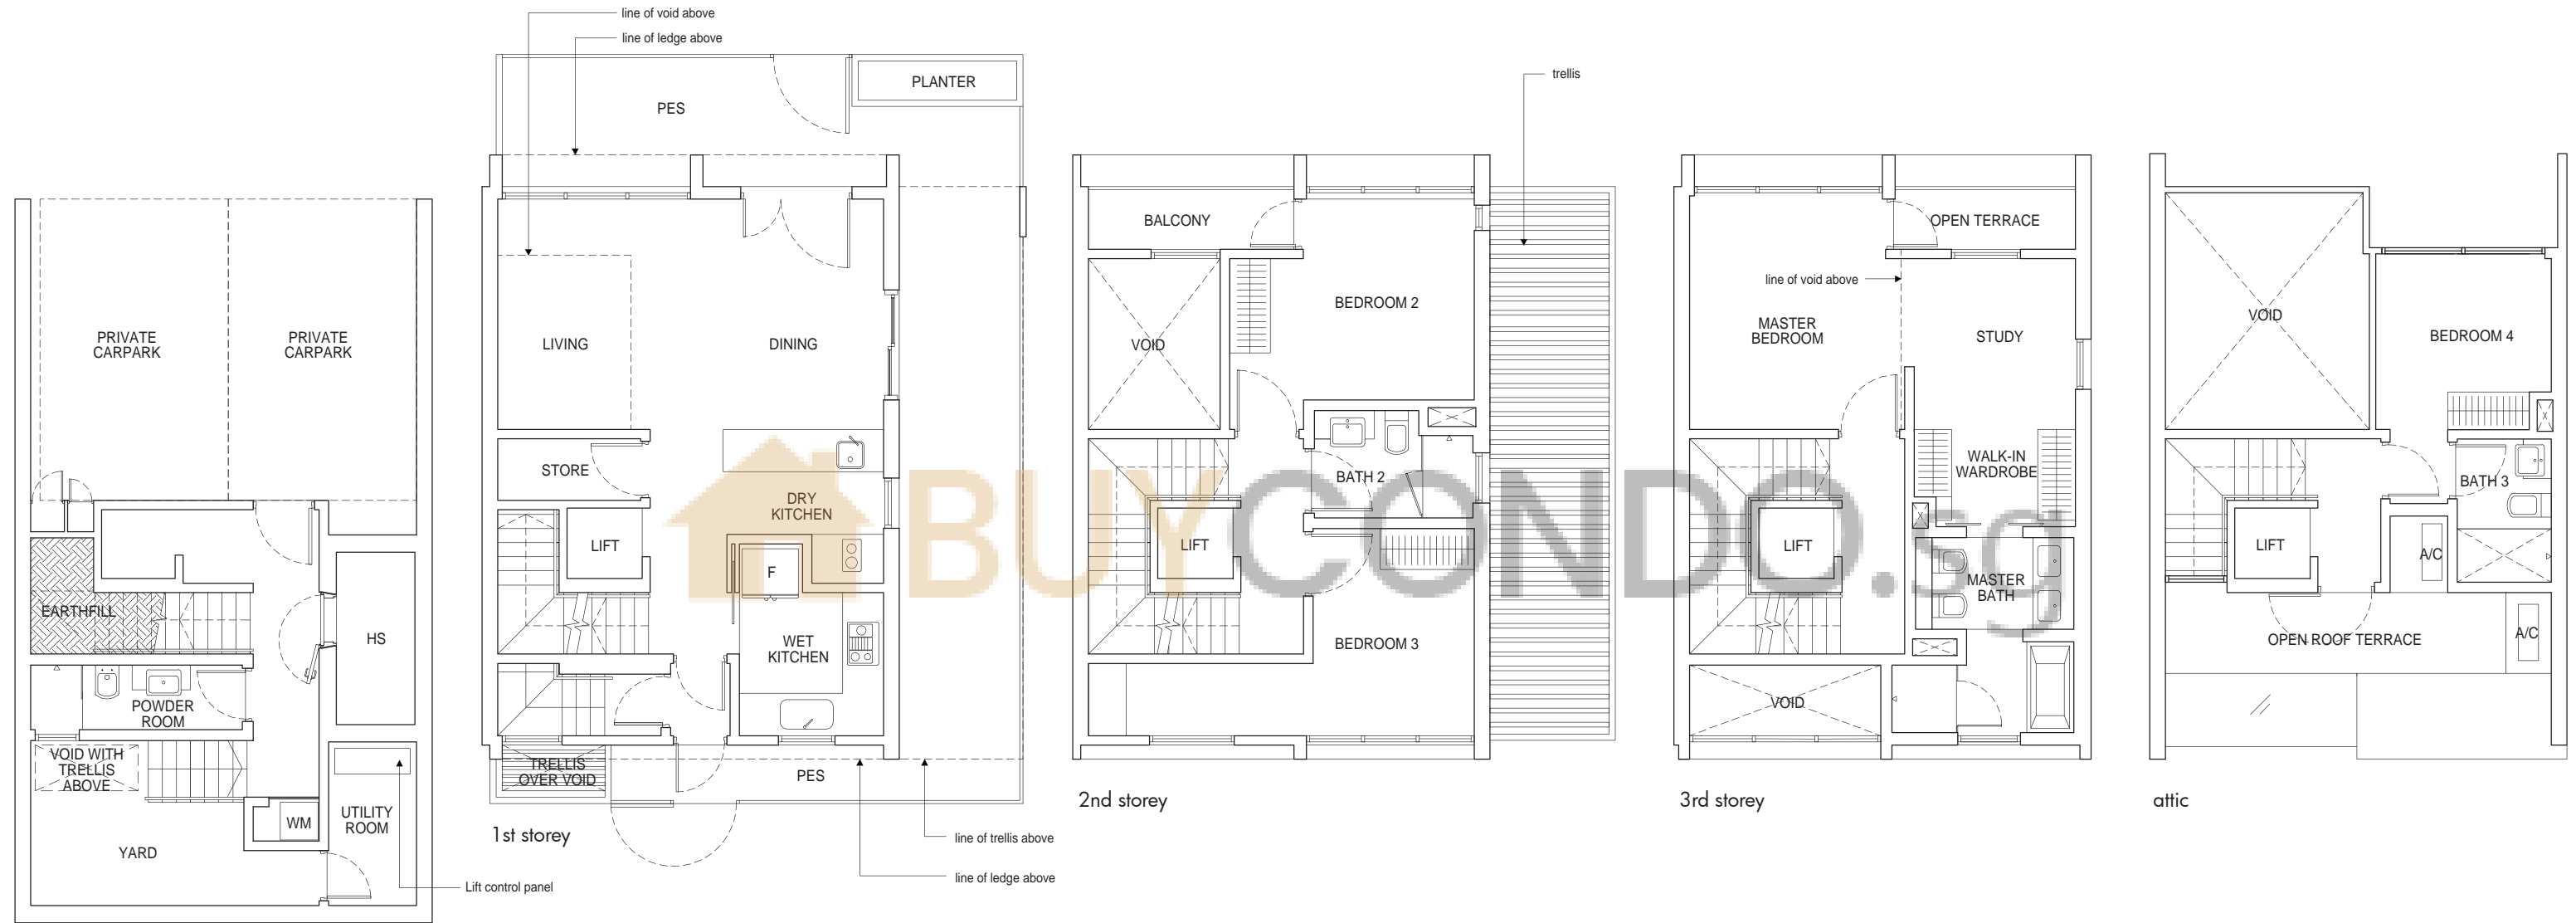 PRIVATE
CARPARK
PRIVATE
CARPARK
EARTHFILL
HS
POWDER
ROOM
VOID WITH
TRELLIS
ABOVE
WM
UTILITY
ROOM
YARD
Lift control panel
line of void above
line of ledge above
PLANTER
PES
LIVING
DINING
STORE
DRY
KITCHEN
LIFT
F
WET
KITCHEN
TRELLIS
OVER VOID
PES
1st storey
line of trellis above
line of ledge above
trellis
BALCONY
BEDROOM 2
VOID
BATH 2
LIFT
BEDROOM 3
2nd storey
OPEN TERRACE
line of void above
MASTER
BEDROOM
STUDY
WALK-IN
WARDROBE
LIFT
MASTER
BATH
VOID
3rd storey
VOID
BEDROOM 4
BATH 3
LIFT
A/C
OPEN ROOF TERRACE
A/C
attic
BUYCONDO.sg